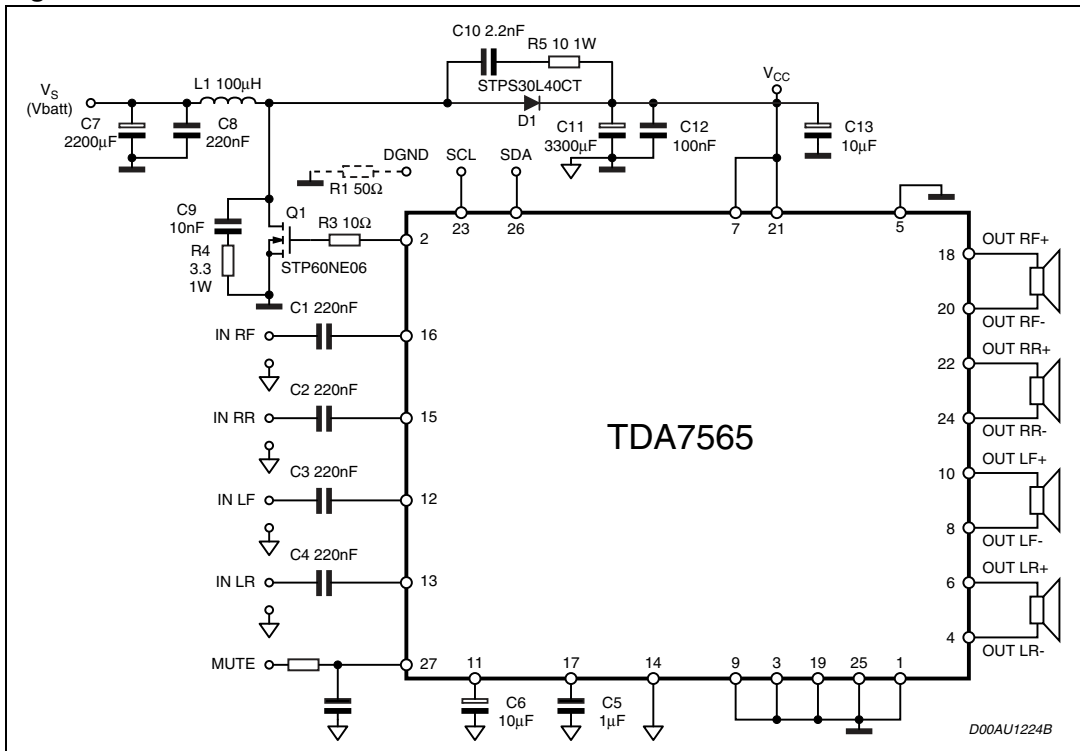 C10 2.2nF
R5 10 1W
STPS30L40CT
D1
VS
(Vbatt)
L1 100μH
C7
2200μF
C8
220nF
C11
3300μF
C12
100nF
VCC
C13
10μF
DGND
R1 50Ω
SCL
SDA
C9
10nF
R4
3.3
1W
Q1
R3 10Ω
STP60NE06
23
26
7
21
5
2
C1 220nF
IN RF
16
C2 220nF
IN RR
15
C3 220nF
IN LF
12
C4 220nF
IN LR
13
MUTE
27
TDA7565
18
OUT RF+
20
OUT RF-
22
OUT RR+
24
OUT RR-
10
OUT LF+
8
OUT LF-
6
OUT LR+
4
OUT LR-
11
17
14
9
3
19
25
1
C6
10μF
C5
1μF
D00AU1224B